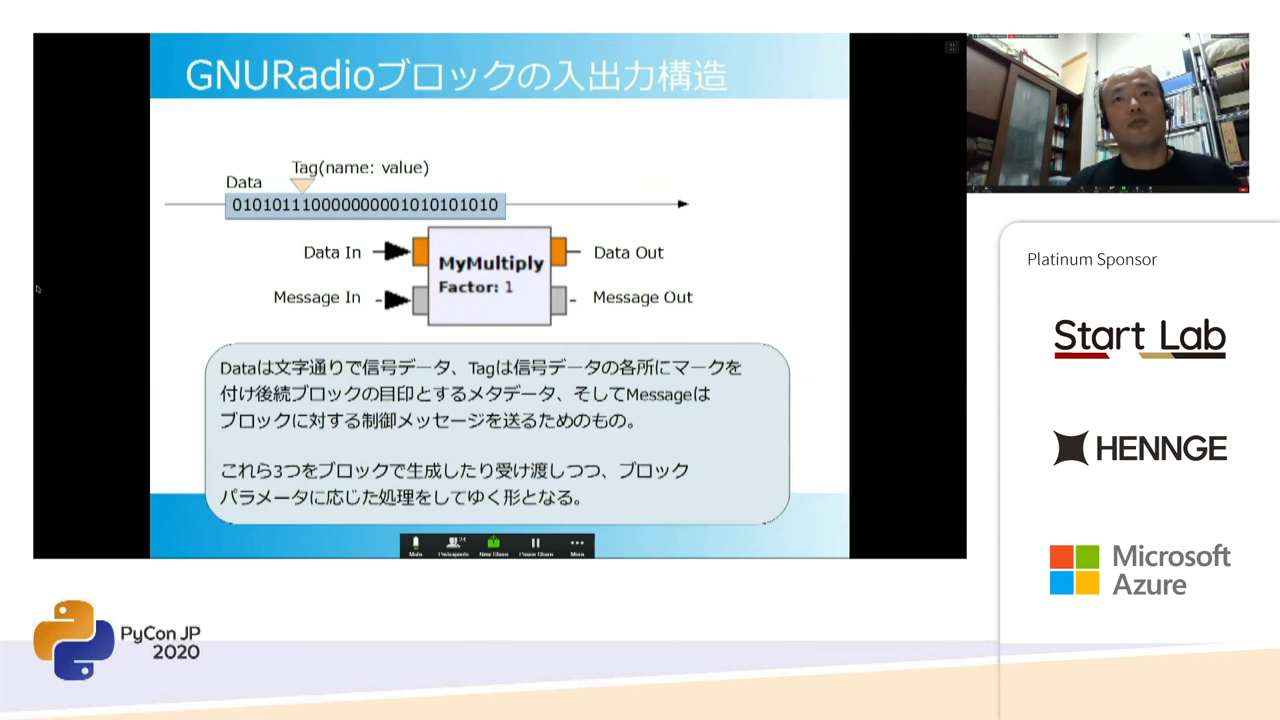 GNURadioブロックの入出力構造
Tag(name: value)
Data
0101011100000000001010101010
Data In
MyMultiply
Data Out
Factor: 1
Message In
Message Out
Dataは文字通りで信号データ、Tagは信号データの各所にマークを
付け後続ブロックの目印とするメタデータ、そしてMessageは
ブロックに対する制御メッセージを送るためのもの。
これら3つをブロックで生成したり受け渡しつつ、ブロック
パラメータに応じた処理をしてゆく形となる。
Mute
Participants
New Share
Pause Share
More
Platinum Sponsor
Start Lab
HENNGE
Microsoft
Azure
PyCon JP
2020